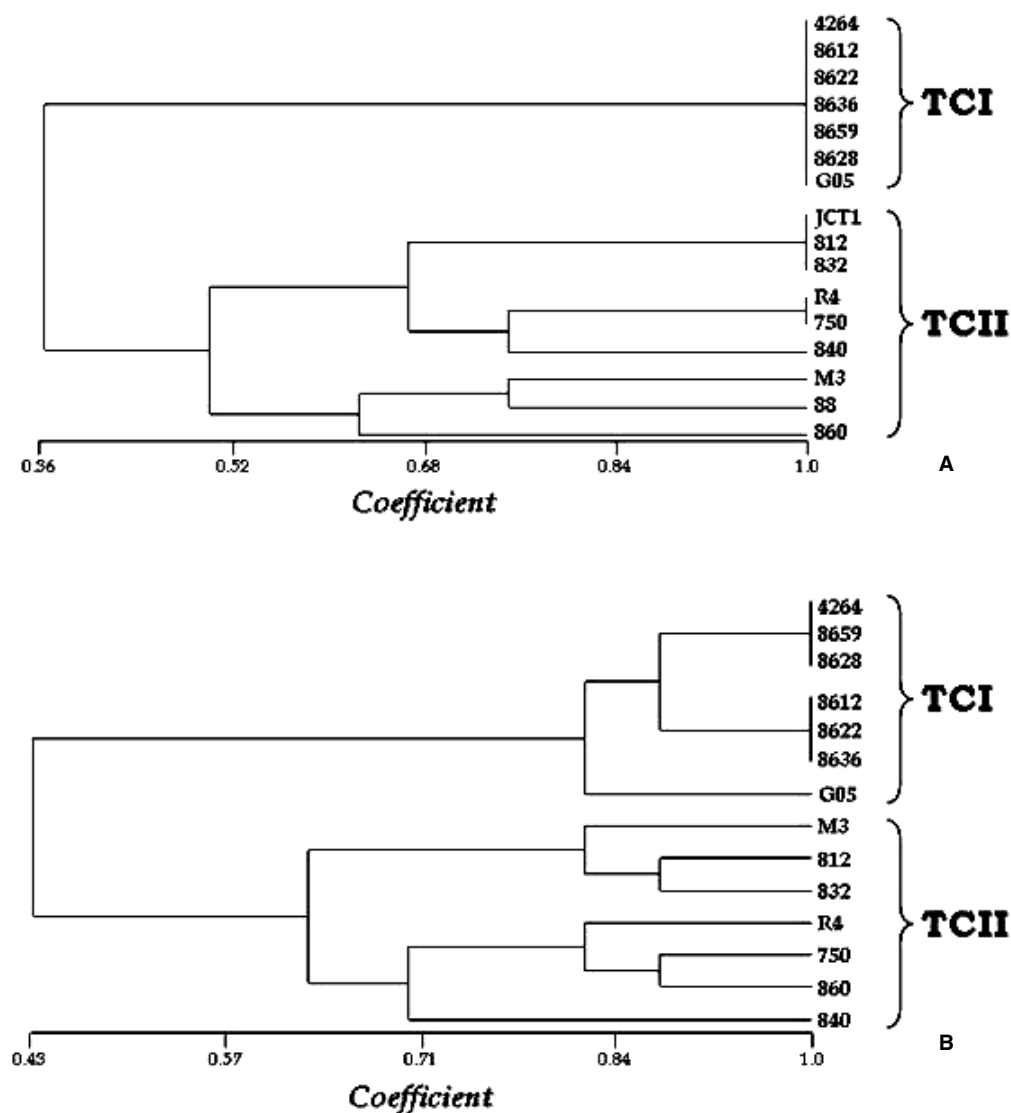 4264
8612
8622
8636
8659
8628
G05
TCI
JCT1
812
832
R4
750
840
M3
88
860
TCII
0.36 0.52 0.68 0.84 1.0
A
Coefficient
4264
8659
8628
8612
8622
8636
G05
TCI
M3
812
832
R4
750
860
840
TCII
0.43 0.57 0.71 0.84 1.0
B
Coefficient